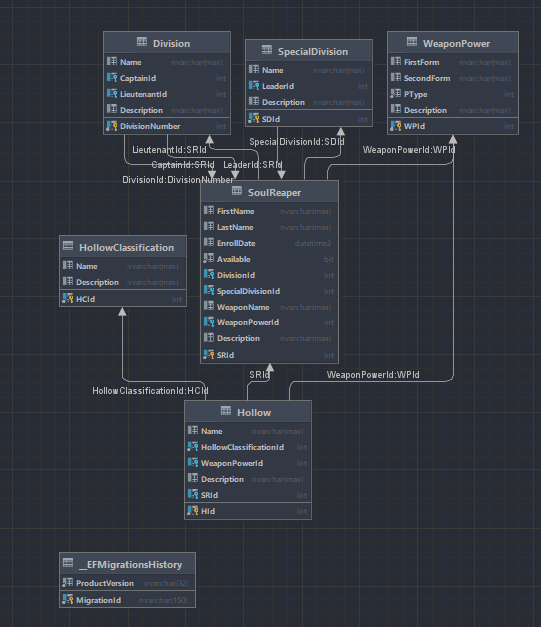 Division
Name nvarchar(max)
CaptainId int
LieutenantId int
Description nvarchar(max)
DivisionNumber int
SpecialDivision
Name nvarchar(max)
LeaderId int
Description nvarchar(max)
SDId int
WeaponPower
FirstForm nvarchar(max)
SecondForm nvarchar(max)
PType int
Description nvarchar(max)
WPId int
LieutenantId:SRId
SpecialDivisionId:SDId
WeaponPowerId:WPId
CaptainId:SRId
LeaderId:SRId
DivisionId:DivisionNumber
SoulReaper
FirstName nvarchar(max)
LastName nvarchar(max)
EnrollDate datetime2
Available bit
DivisionId int
SpecialDivisionId int
WeaponName nvarchar(max)
WeaponPowerId int
Description nvarchar(max)
SRId int
HollowClassification
Name nvarchar(max)
Description nvarchar(max)
HCId int
SRId
WeaponPowerId:WPId
HollowClassificationId:HCId
Hollow
Name nvarchar(max)
HollowClassificationId int
WeaponPowerId int
Description nvarchar(max)
SRId int
HId int
__EFMigrationsHistory
ProductVersion nvarchar(32)
MigrationId nvarchar(150)